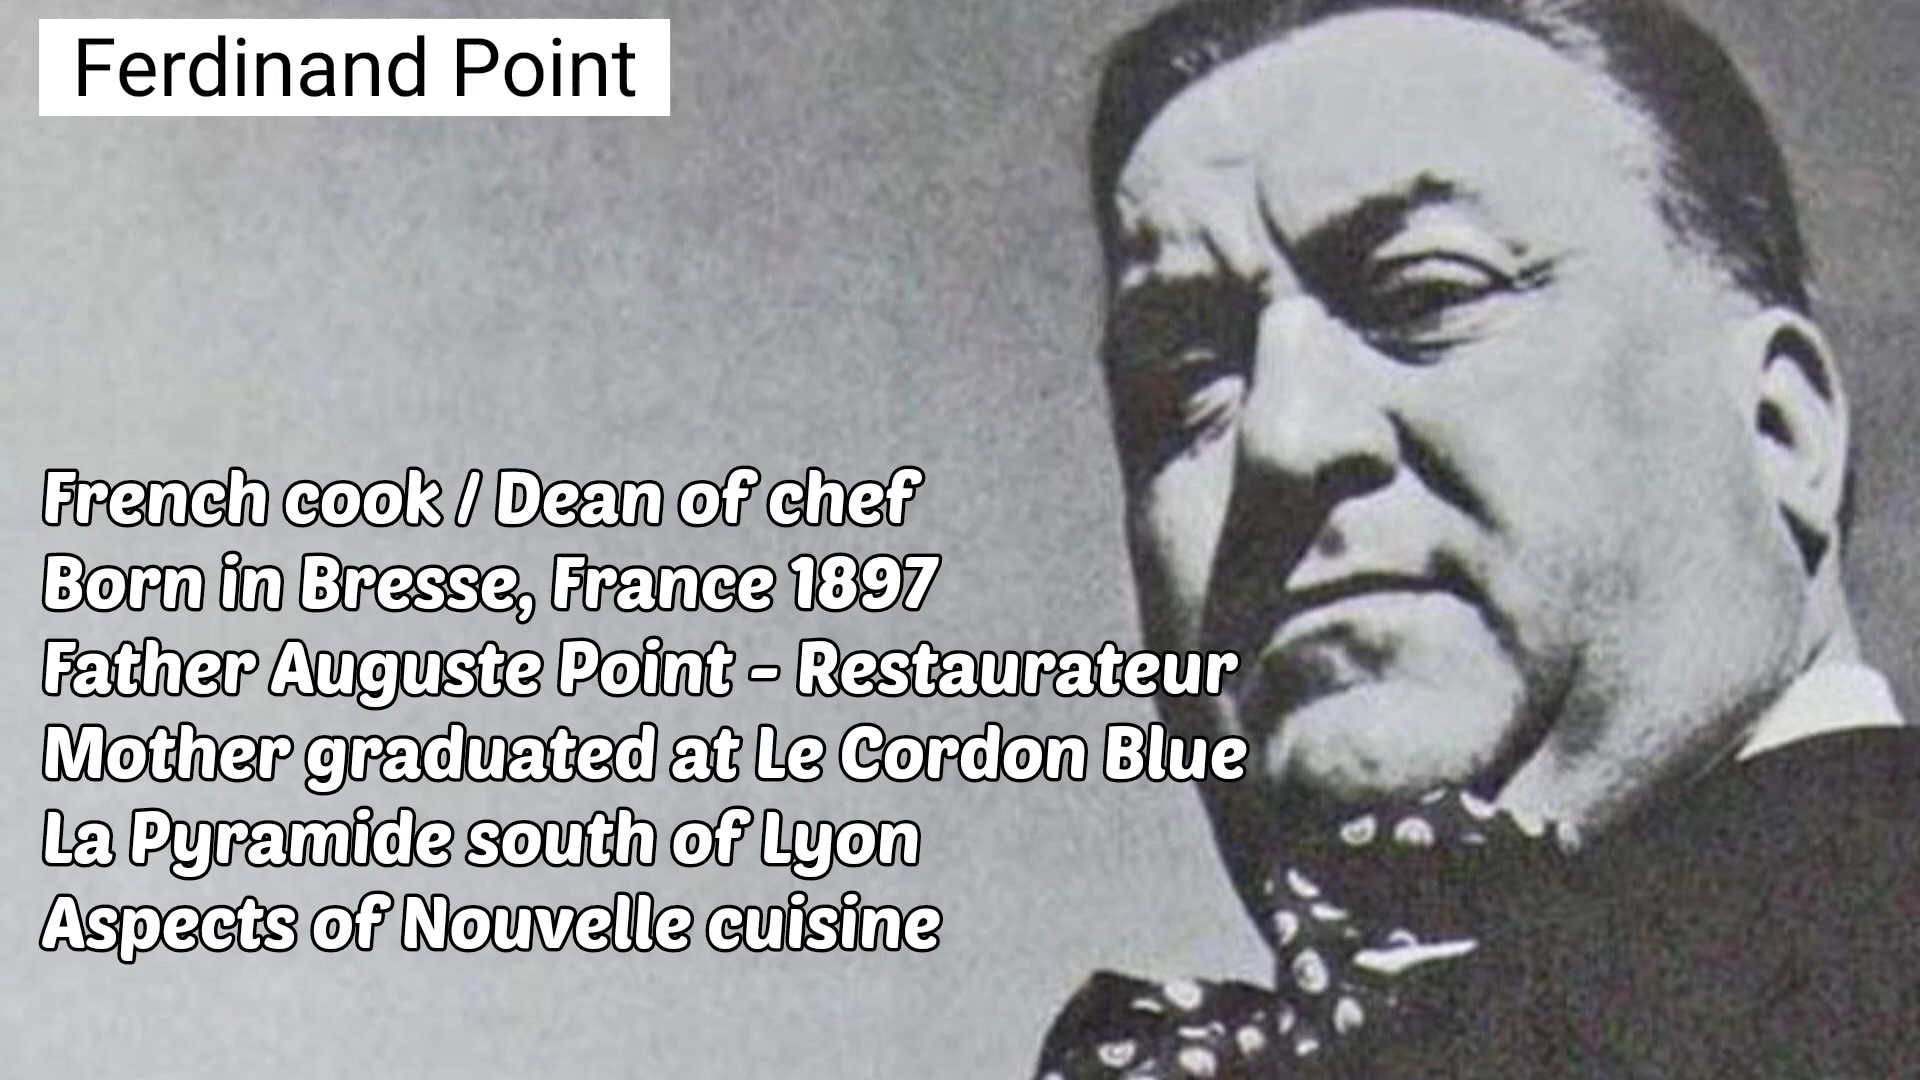 Ferdinand Point
French cook / Dean of chef
Born in Bresse, France 1897
Father Auguste Point - Restaurateur
Mother graduated at Le Cordon Blue
La Pyramide south of Lyon
Aspects of Nouvelle cuisine